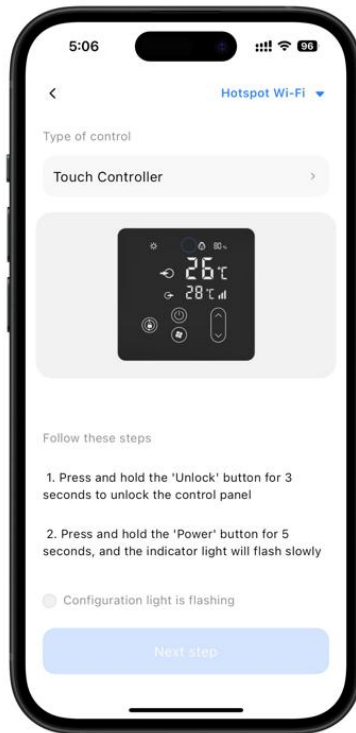 5:06
96
Hotspot Wi-Fi
Type of control
Touch Controller
80%
26℃
28℃
Follow these steps
1. Press and hold the 'Unlock' button for 3
seconds to unlock the control panel
2. Press and hold the 'Power' button for 5
seconds, and the indicator light will flash slowly
Configuration light is flashing
Next step